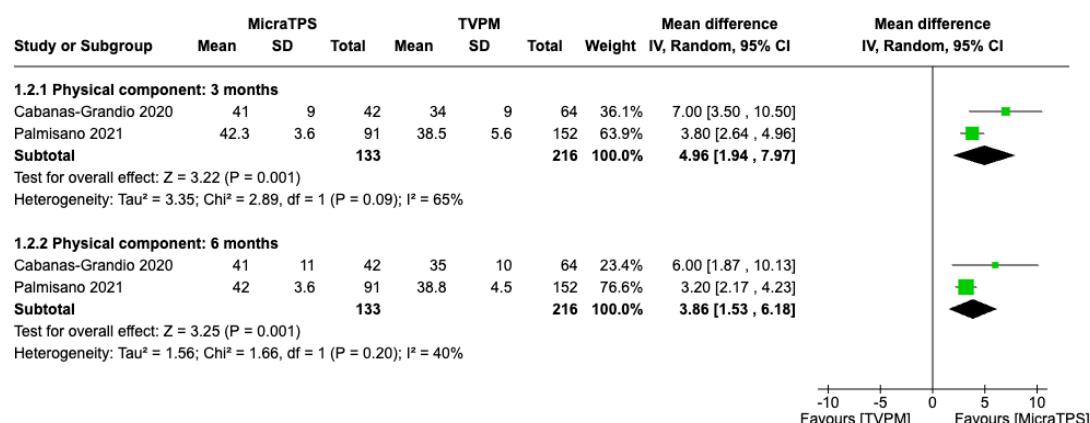 MicraTPS TVPM Mean difference Mean difference
Study or Subgroup Mean SD Total Mean SD Total Weight IV, Random, 95% CI IV, Random, 95% CI
1.2.1 Physical component: 3 months
Cabanas-Grandio 2020 41 9 42 34 9 64 36.1% 7.00 [3.50 , 10.50]
Palmisano 2021 42.3 3.6 91 38.5 5.6 152 63.9% 3.80 [2.64 , 4.96]
Subtotal 133 216 100.0% 4.96 [1.94 , 7.97]
Test for overall effect: Z = 3.22 (P = 0.001)
Heterogeneity: Tau² = 3.35; Chi² = 2.89, df = 1 (P = 0.09); I² = 65%
1.2.2 Physical component: 6 months
Cabanas-Grandio 2020 41 11 42 35 10 64 23.4% 6.00 [1.87 , 10.13]
Palmisano 2021 42 3.6 91 38.8 4.5 152 76.6% 3.20 [2.17 , 4.23]
Subtotal 133 216 100.0% 3.86 [1.53 , 6.18]
Test for overall effect: Z = 3.25 (P = 0.001)
Heterogeneity: Tau² = 1.56; Chi² = 1.66, df = 1 (P = 0.20); I² = 40%
-10 -5 0 5 10
Favours [TVPM] Favours [MicraTPS]